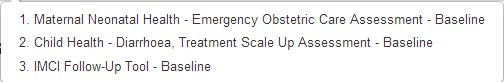 1. Maternal Neonatal Health - Emergency Obstetric Care Assessment - Baseline
2. Child Health - Diarrhoea, Treatment Scale Up Assessment - Baseline
3. IMCI Follow-Up Tool - Baseline